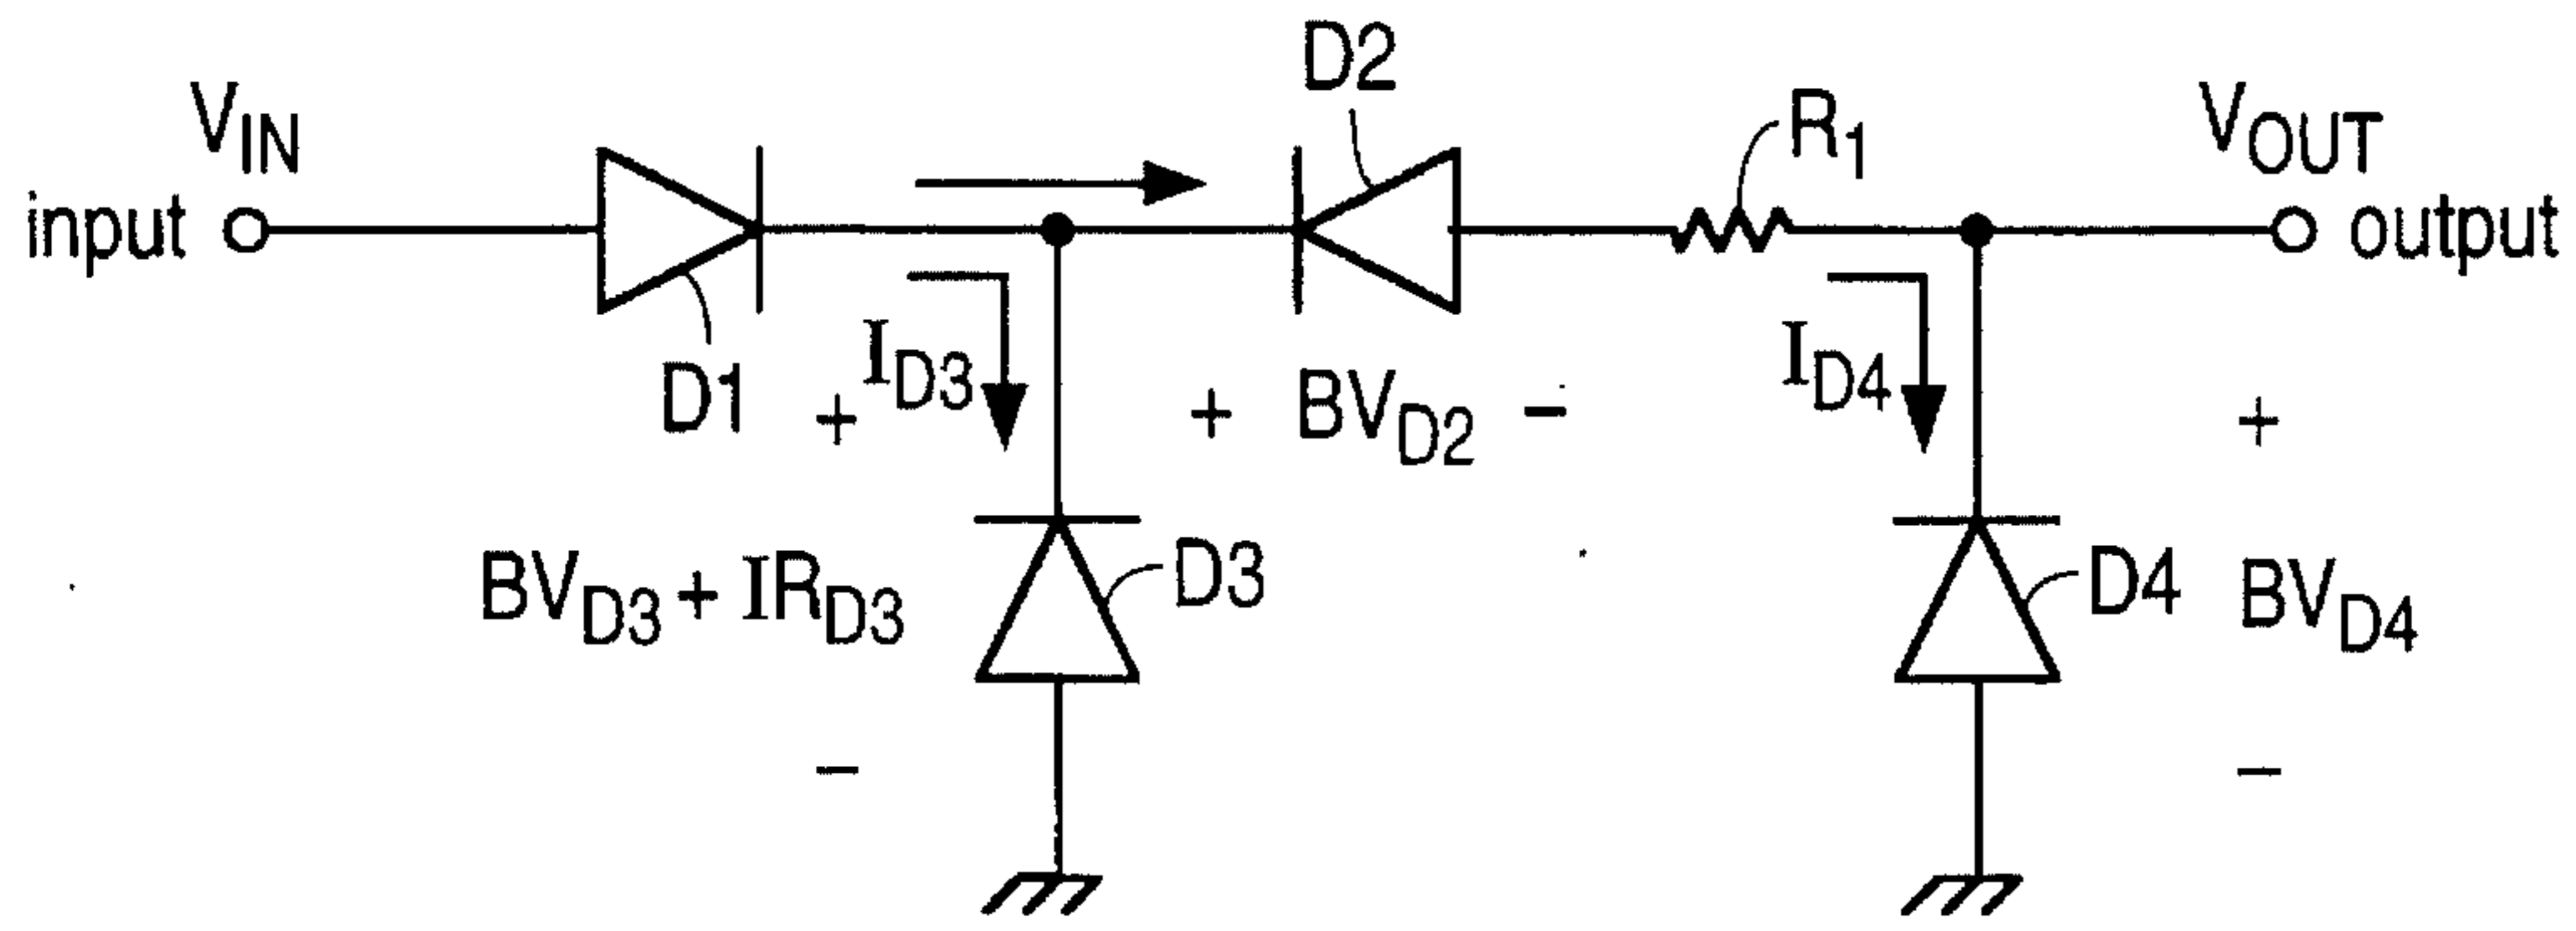 D2
V_IN
R_1
V_OUT
input
output
D1
I_D3
I_D4
+
+
BV_D2
−
+
BV_D3 + IR_D3
D3
D4
BV_D4
−
−